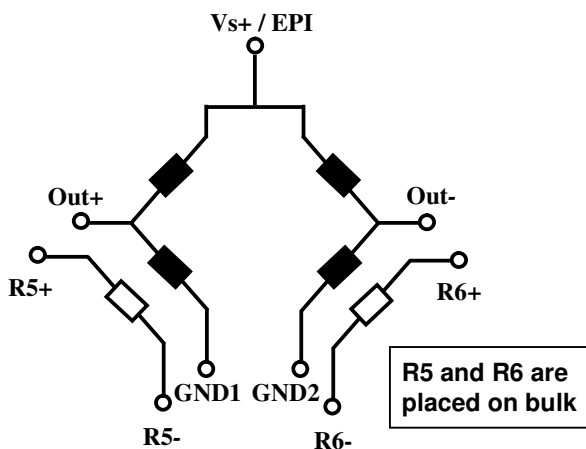 Vs+ / EPI
Out+
Out-
R5+
R6+
GND1
GND2
R5-
R6-
R5 and R6 are
placed on bulk